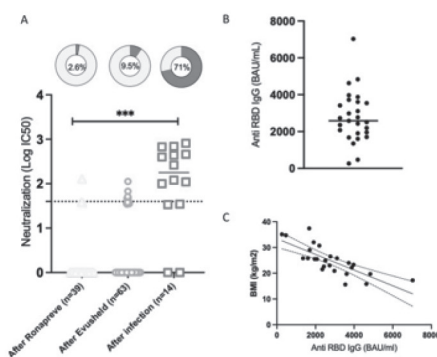 A
2.6%
9.5%
71%
Neutralization (Log IC50)
3
2
1
0
***
After Ronapreve (n=39)
After Evusheld (n=63)
After infection (n=14)
B
Anti RBD IgG (BAU/mL)
8000
6000
4000
2000
0
C
BMI (kg/m2)
40
30
20
10
0
0
2000
4000
6000
8000
Anti RBD IgG (BAU/ml)